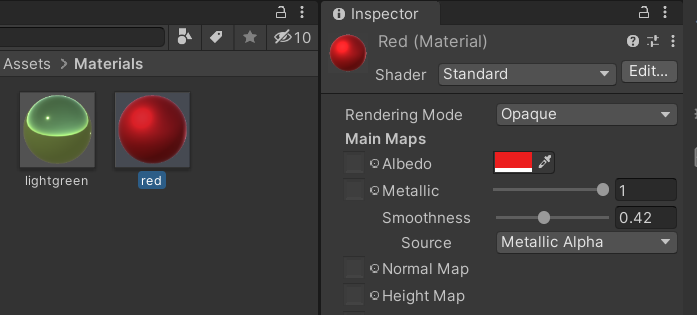 10
Assets > Materials
lightgreen
red
Inspector
Red (Material)
Shader Standard Edit...
Rendering Mode Opaque
Main Maps
Albedo
Metallic 1
Smoothness 0.42
Source Metallic Alpha
Normal Map
Height Map